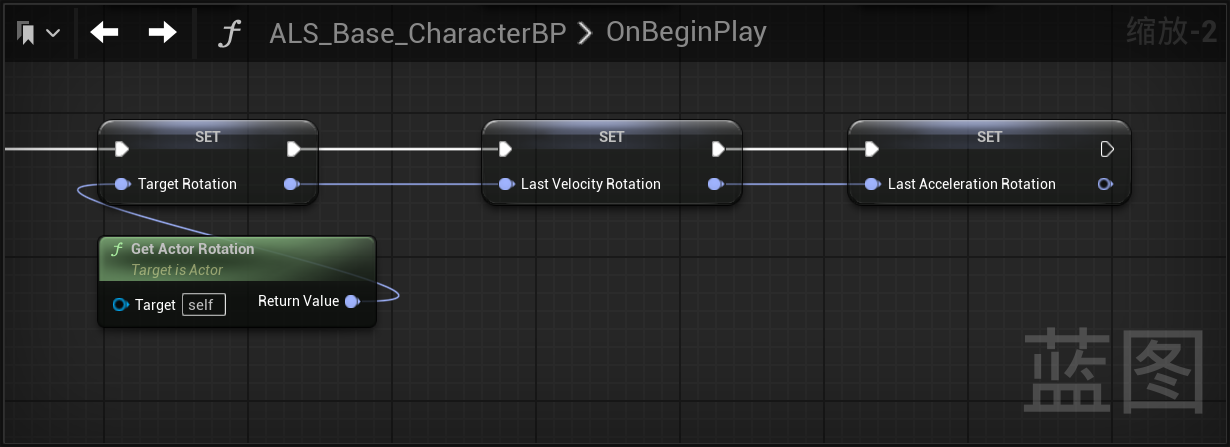 ALS_Base_CharacterBP > OnBeginPlay
缩放-2
SET
SET
SET
Target Rotation
Last Velocity Rotation
Last Acceleration Rotation
f Get Actor Rotation
Target is Actor
Target self
Return Value
蓝图